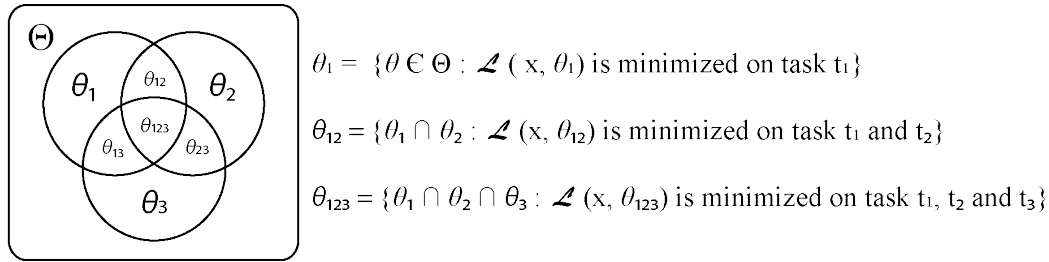 Θ
θ₁
θ₁₂
θ₂
θ₁₂₃
θ₁₃
θ₂₃
θ₃
θ₁ = {θ Є Θ : ℒ ( x, θ₁) is minimized on task t₁}
θ₁₂ = {θ₁ ∩ θ₂ : ℒ (x, θ₁₂) is minimized on task t₁ and t₂}
θ₁₂₃ = {θ₁ ∩ θ₂ ∩ θ₃ : ℒ (x, θ₁₂₃) is minimized on task t₁, t₂ and t₃}